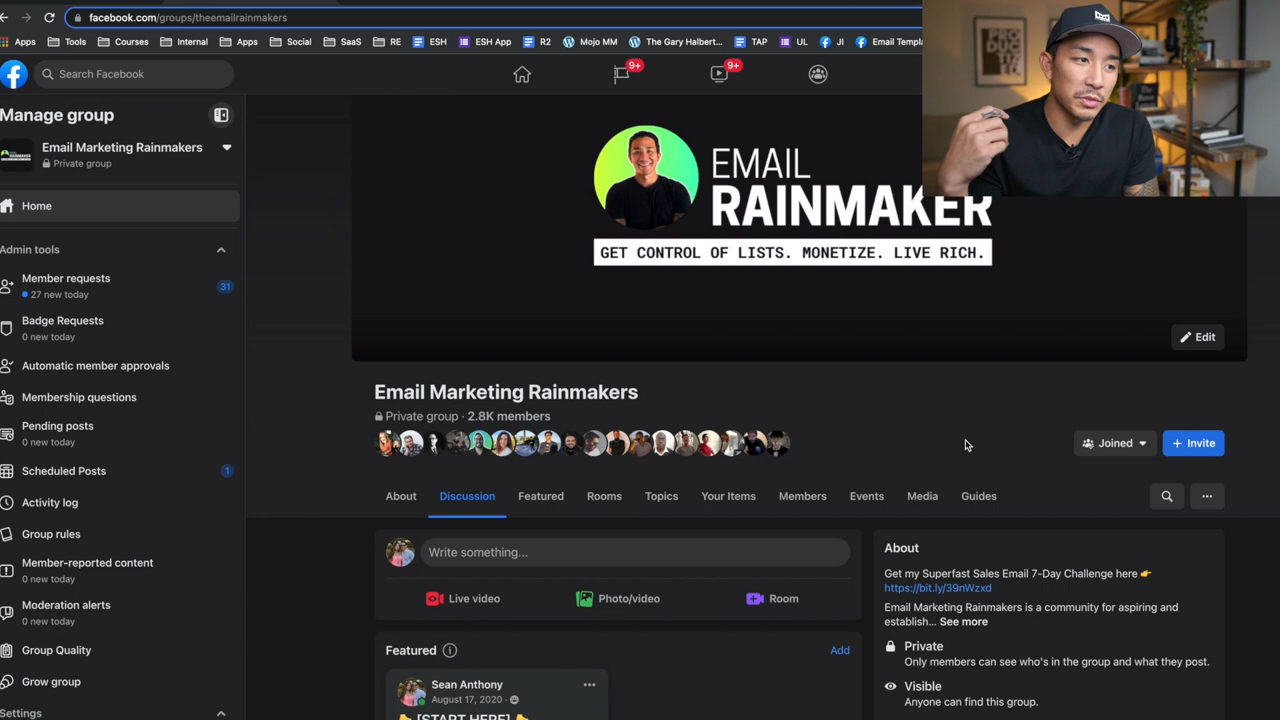 facebook.com/groups/theemailrainmakers
Apps Tools Courses Internal Apps Social SaaS RE ESH ESH App R2 Mojo MM The Gary Halbert... TAP UL JI Email Templa
Search Facebook
9+
9+
Manage group
Email Marketing Rainmakers
Private group
Home
Admin tools
Member requests
27 new today
31
Badge Requests
0 new today
Automatic member approvals
Membership questions
Pending posts
0 new today
Scheduled Posts
1
Activity log
Group rules
Member-reported content
0 new today
Moderation alerts
0 new today
Group Quality
Grow group
Settings
EMAIL
RAINMAKER
GET CONTROL OF LISTS. MONETIZE. LIVE RICH.
Edit
Email Marketing Rainmakers
Private group · 2.8K members
Joined
+ Invite
About Discussion Featured Rooms Topics Your Items Members Events Media Guides
Write something...
Live video
Photo/video
Room
Featured
Add
Sean Anthony
August 17, 2020 ·
[START HERE]
About
Get my Superfast Sales Email 7-Day Challenge here 👉
https://bit.ly/39nWzxd
Email Marketing Rainmakers is a community for aspiring and
establish... See more
Private
Only members can see who's in the group and what they post.
Visible
Anyone can find this group.